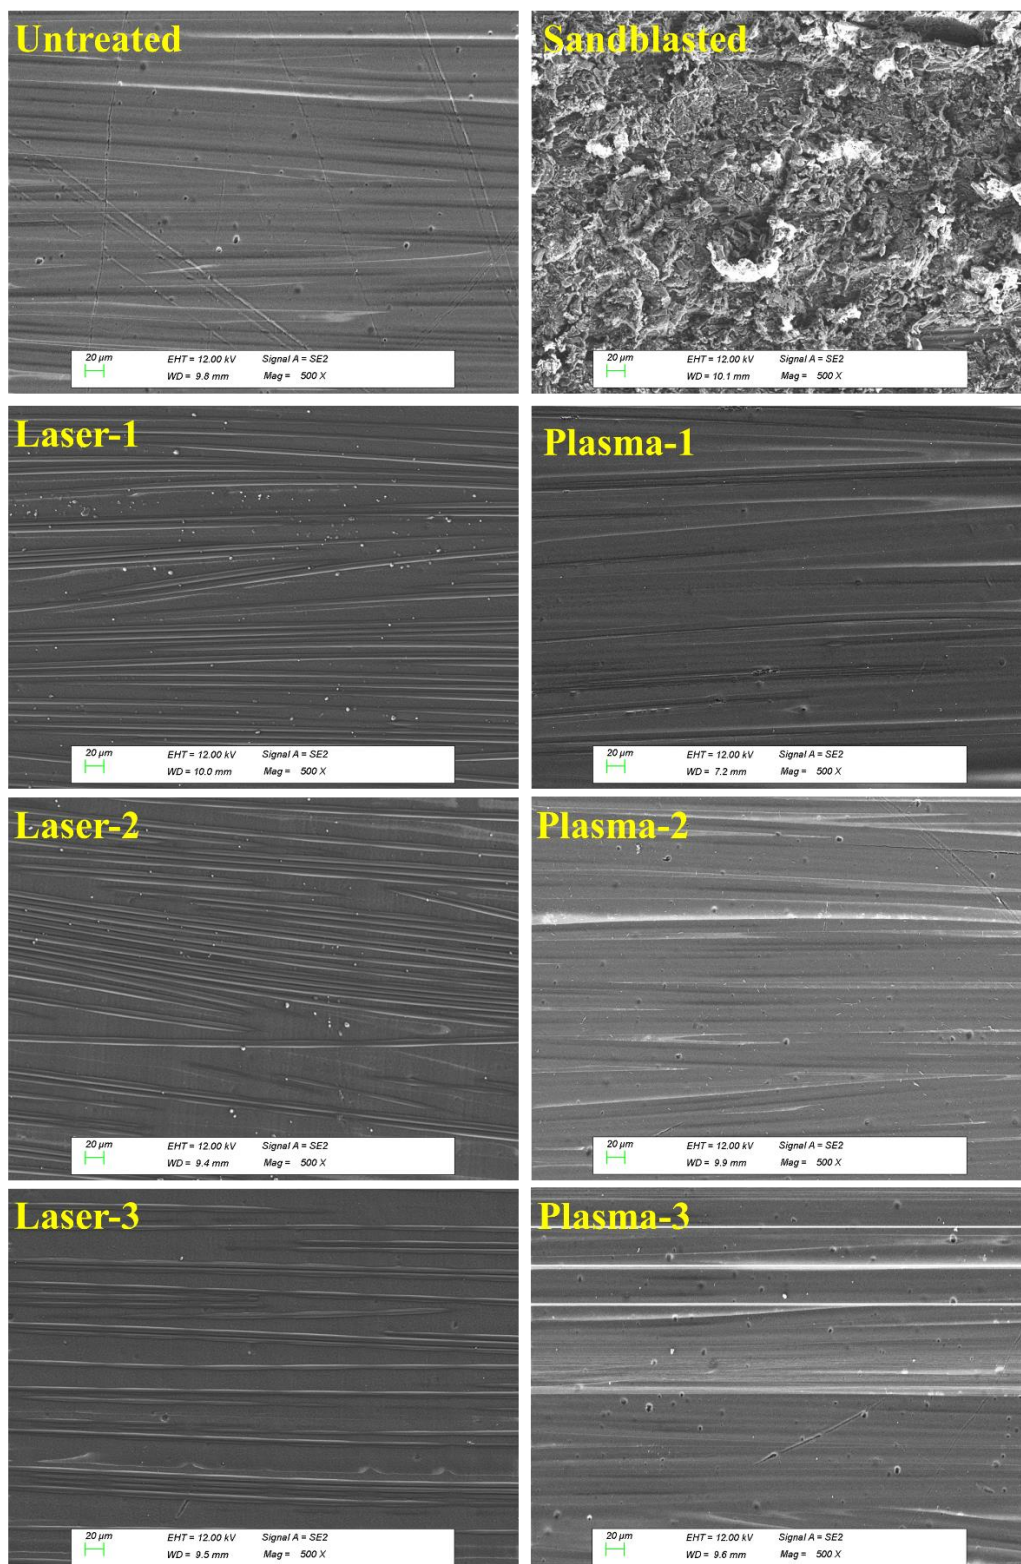 Untreated
20 µm
EHT = 12.00 kV Signal A = SE2
WD = 9.8 mm Mag = 500 X
Sandblasted
20 µm
EHT = 12.00 kV Signal A = SE2
WD = 10.1 mm Mag = 500 X
Laser-1
20 µm
EHT = 12.00 kV Signal A = SE2
WD = 10.0 mm Mag = 500 X
Plasma-1
20 µm
EHT = 12.00 kV Signal A = SE2
WD = 7.2 mm Mag = 500 X
Laser-2
20 µm
EHT = 12.00 kV Signal A = SE2
WD = 9.4 mm Mag = 500 X
Plasma-2
20 µm
EHT = 12.00 kV Signal A = SE2
WD = 9.9 mm Mag = 500 X
Laser-3
20 µm
EHT = 12.00 kV Signal A = SE2
WD = 9.5 mm Mag = 500 X
Plasma-3
20 µm
EHT = 12.00 kV Signal A = SE2
WD = 9.6 mm Mag = 500 X